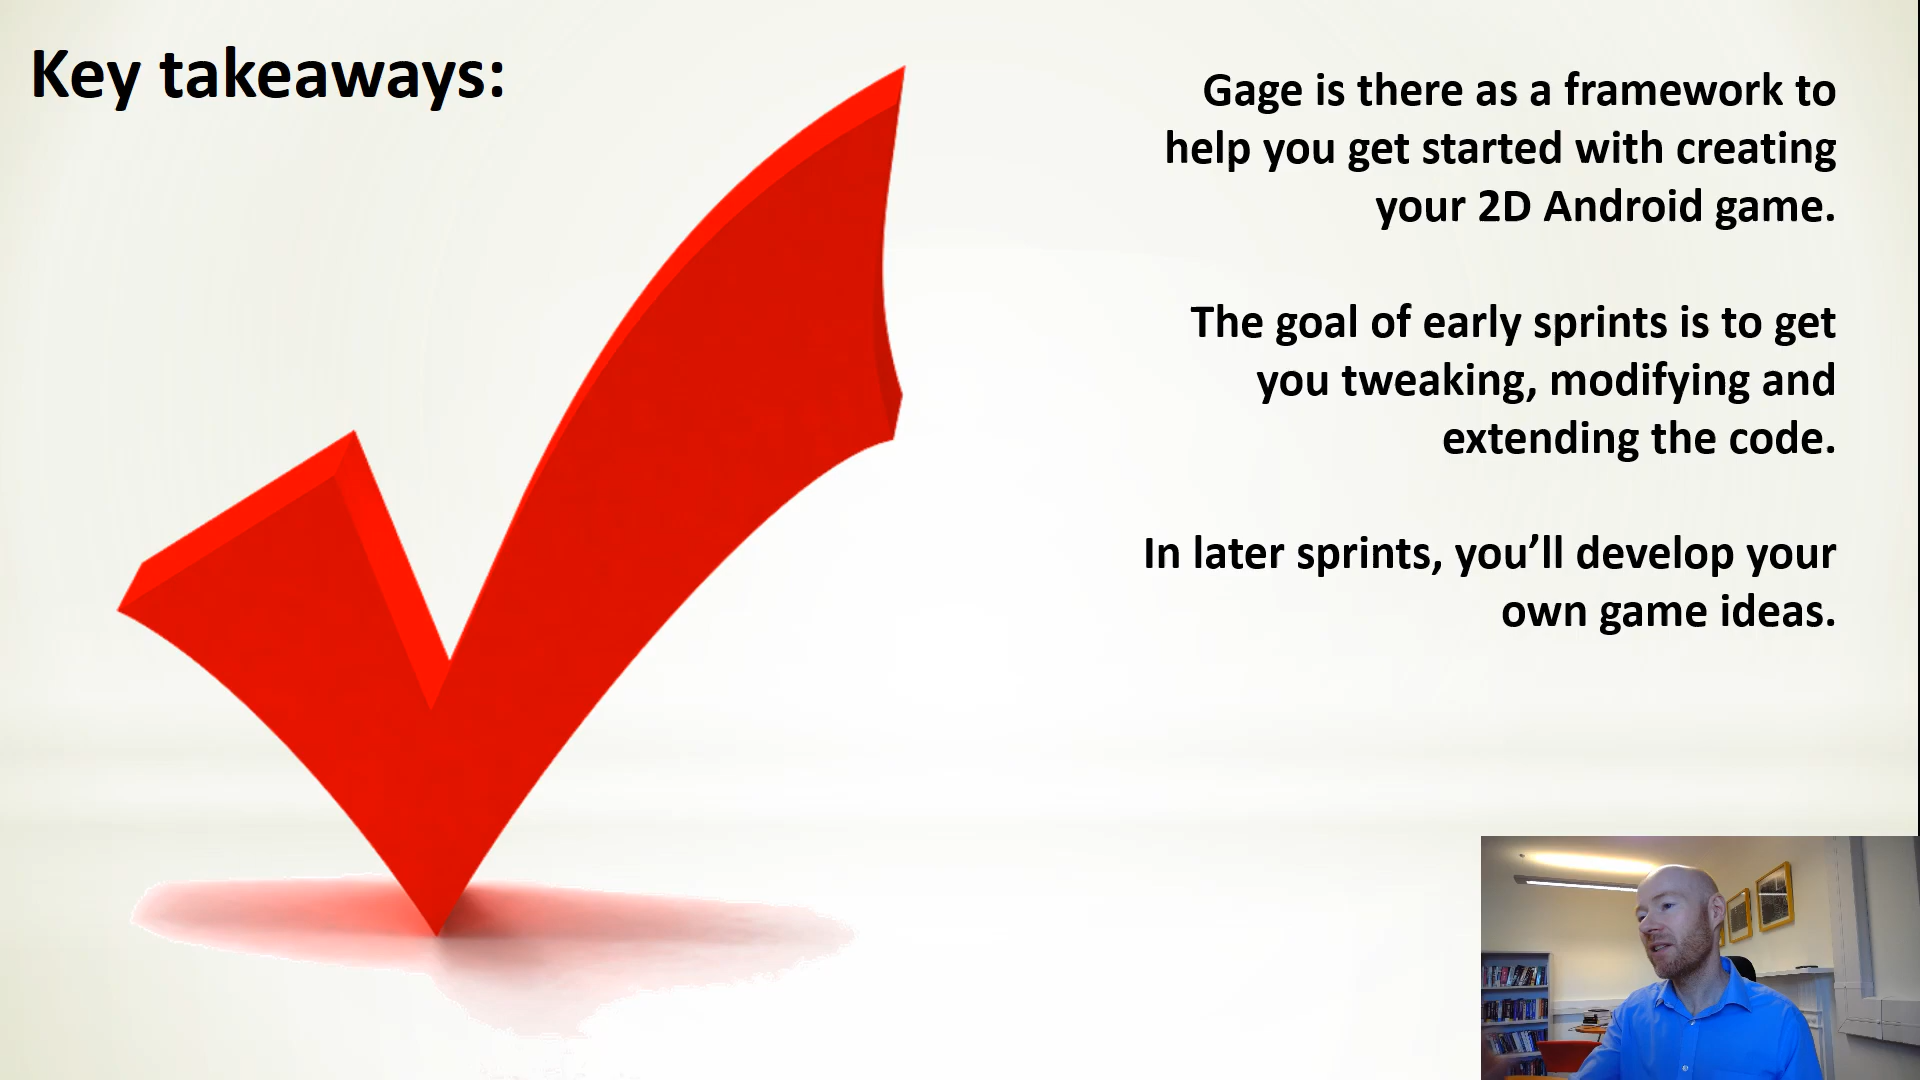 Key takeaways:
Gage is there as a framework to
help you get started with creating
your 2D Android game.
The goal of early sprints is to get
you tweaking, modifying and
extending the code.
In later sprints, you’ll develop your
own game ideas.